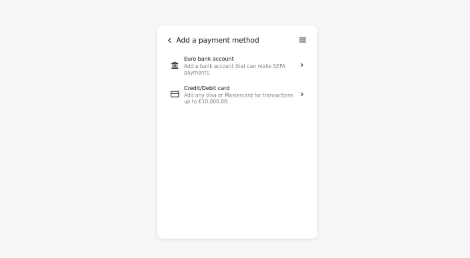 Add a payment method
Euro bank account
Add a bank account that can make SEPA
payments.
Credit/Debit card
Add any Visa or Mastercard for transactions
up to €10,000.00.